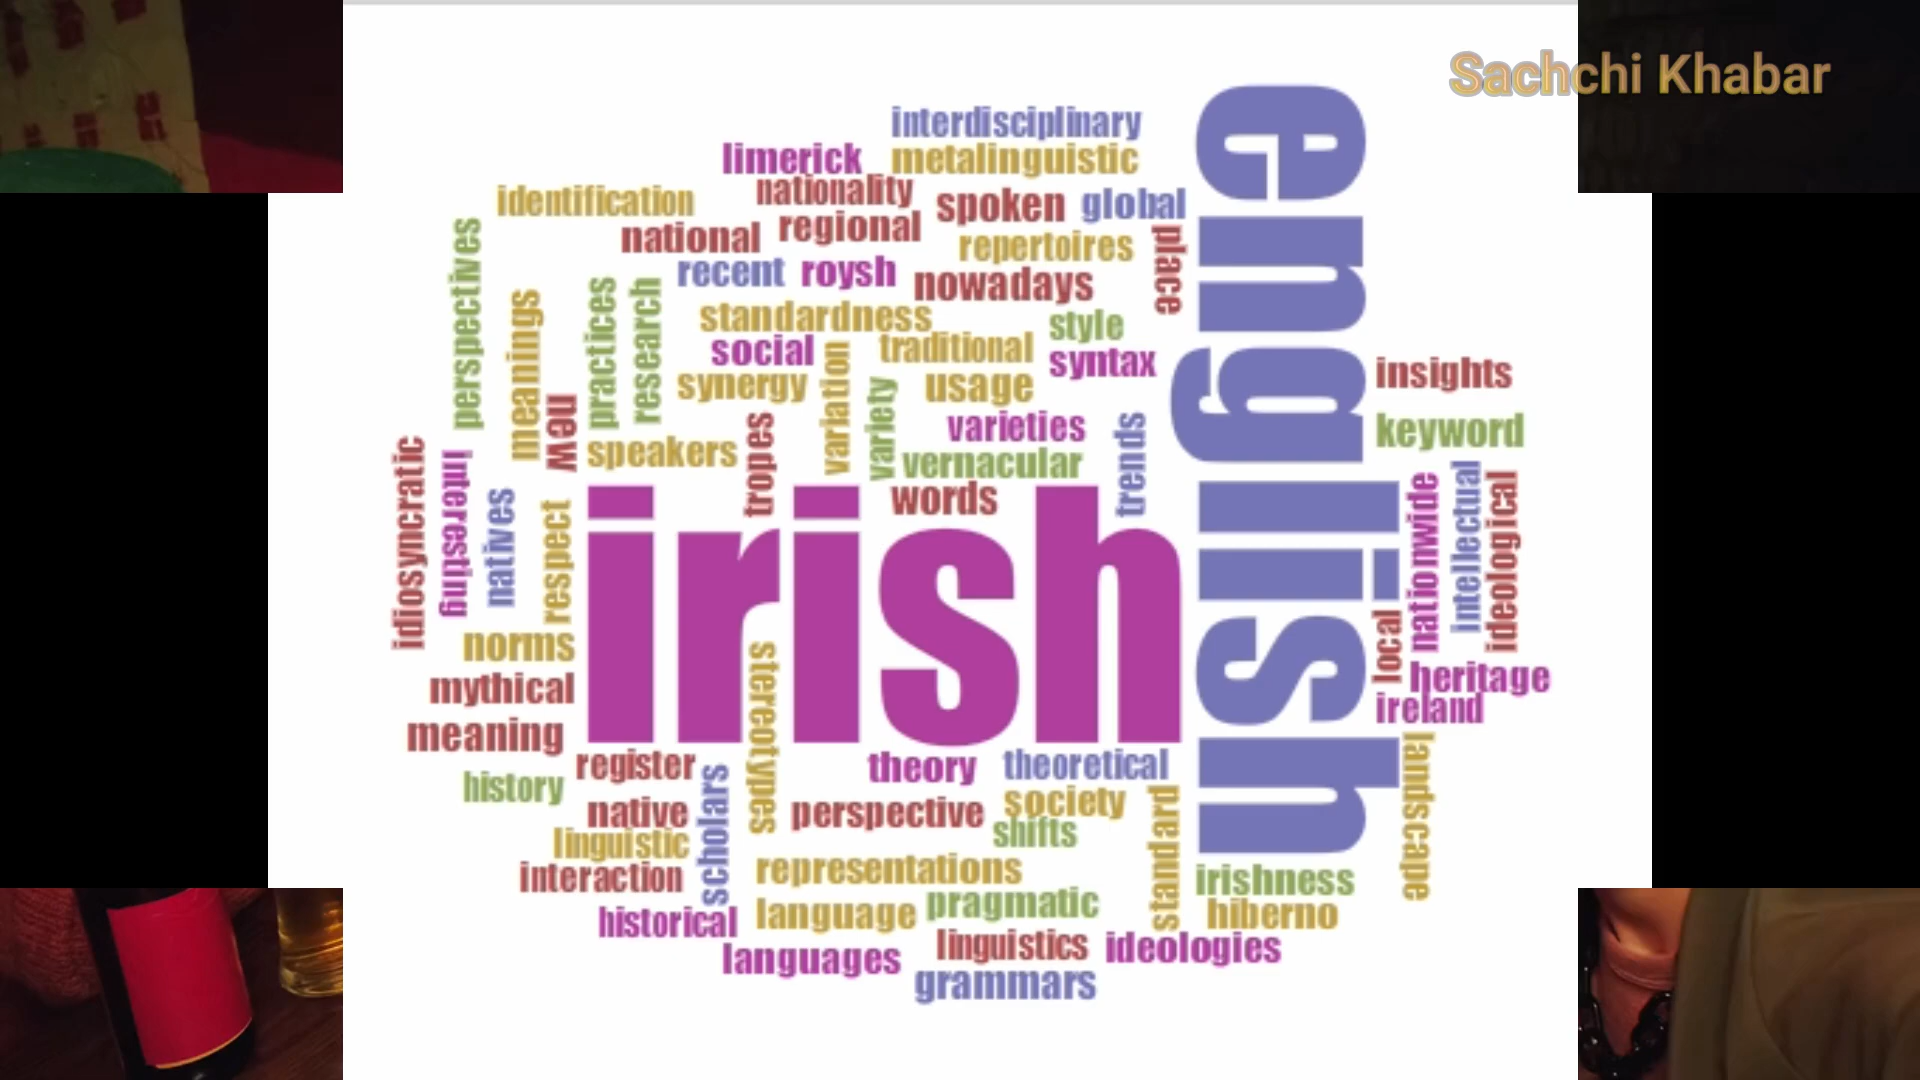 Sachchi Khabar
interdisciplinary
limerick
metalinguistic
identification
nationality
spoken
global
national
regional
repertoires
place
perspectives
recent
roysh
nowadays
meanings
practices
research
standardness
style
social
traditional
syntax
synergy
variation
variety
usage
insights
new
varieties
keyword
speakers
tropes
vernacular
trends
idiosyncratic
interesting
natives
respect
words
irish
english
nationwide
intellectual
ideological
norms
local
mythical
stereotypes
heritage
meaning
ireland
register
theory
theoretical
landscape
history
scholars
native
perspective
society
linguistic
shifts
standard
interaction
representations
irishness
historical
language
pragmatic
hiberno
languages
linguistics
ideologies
grammars